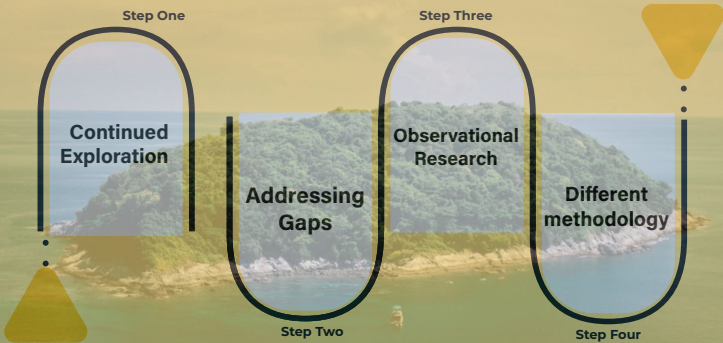 Step One
Continued
Exploration
Addressing
Gaps
Step Two
Step Three
Observational
Research
Different
methodology
Step Four